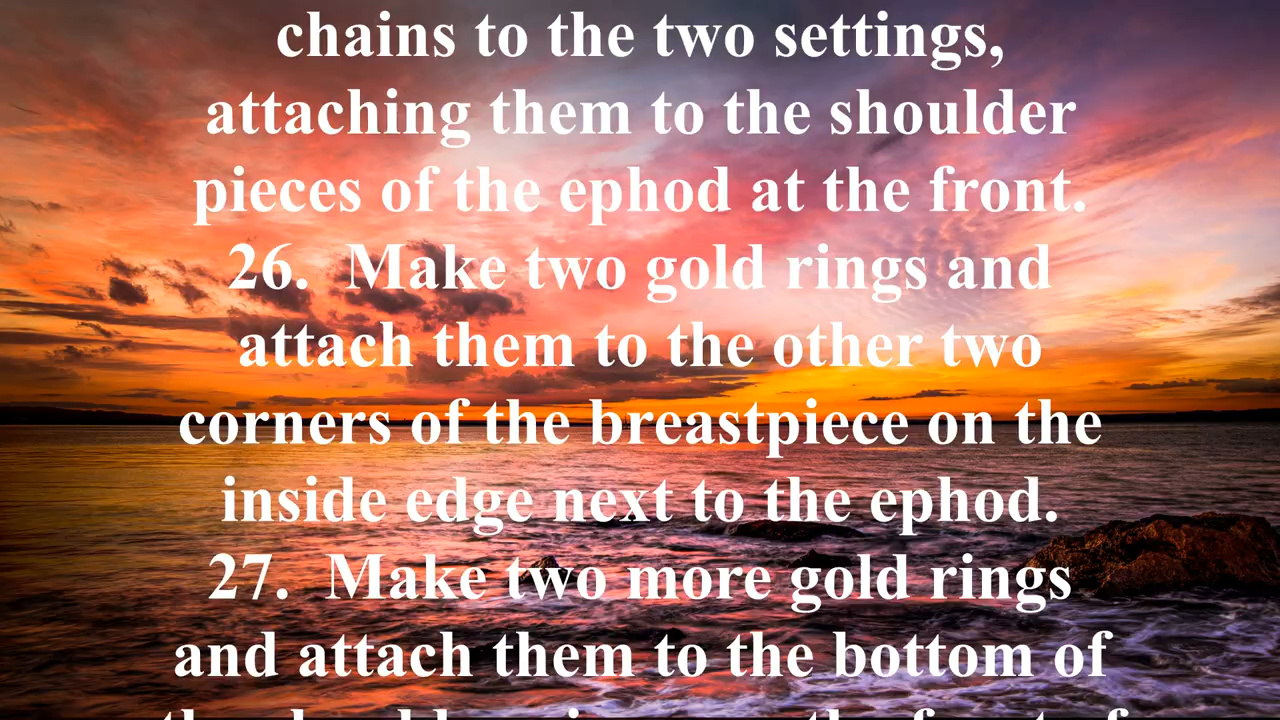 chains to the two settings,
attaching them to the shoulder
pieces of the ephod at the front.
26.  Make two gold rings and
attach them to the other two
corners of the breastpiece on the
inside edge next to the ephod.
27.  Make two more gold rings
and attach them to the bottom of